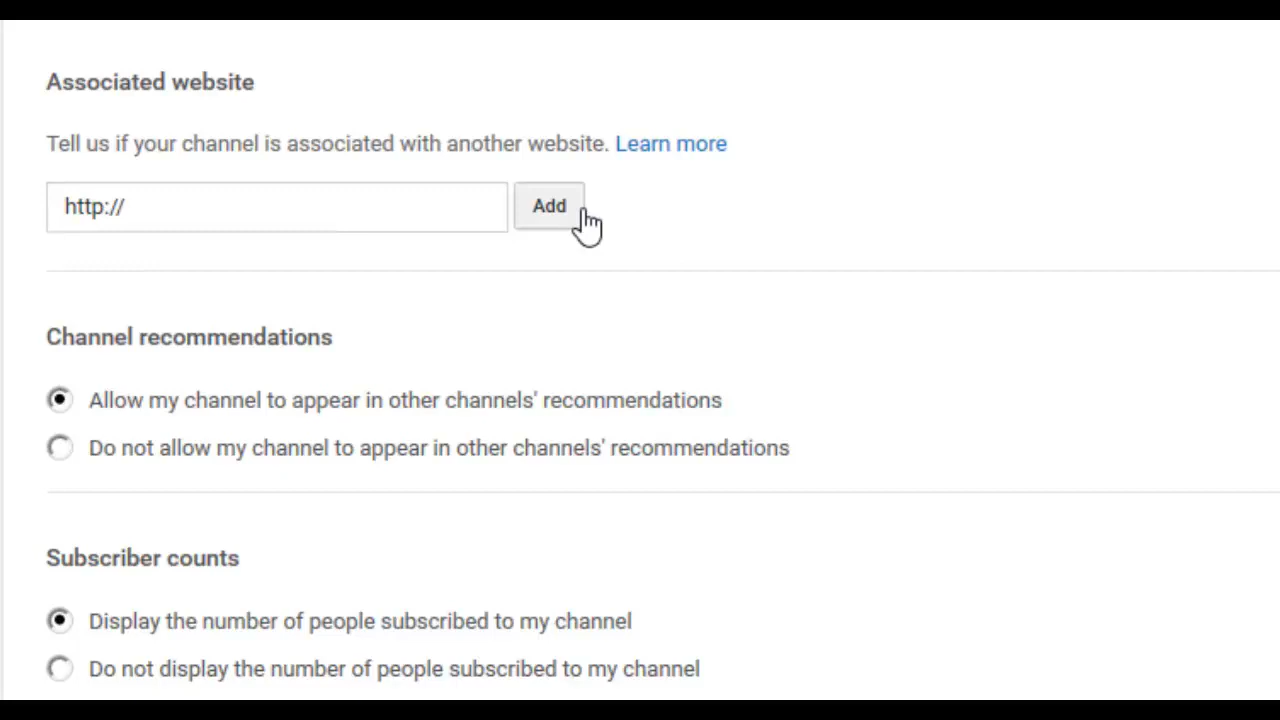 Associated website
Tell us if your channel is associated with another website. Learn more
http://
Add
Channel recommendations
Allow my channel to appear in other channels' recommendations
Do not allow my channel to appear in other channels' recommendations
Subscriber counts
Display the number of people subscribed to my channel
Do not display the number of people subscribed to my channel